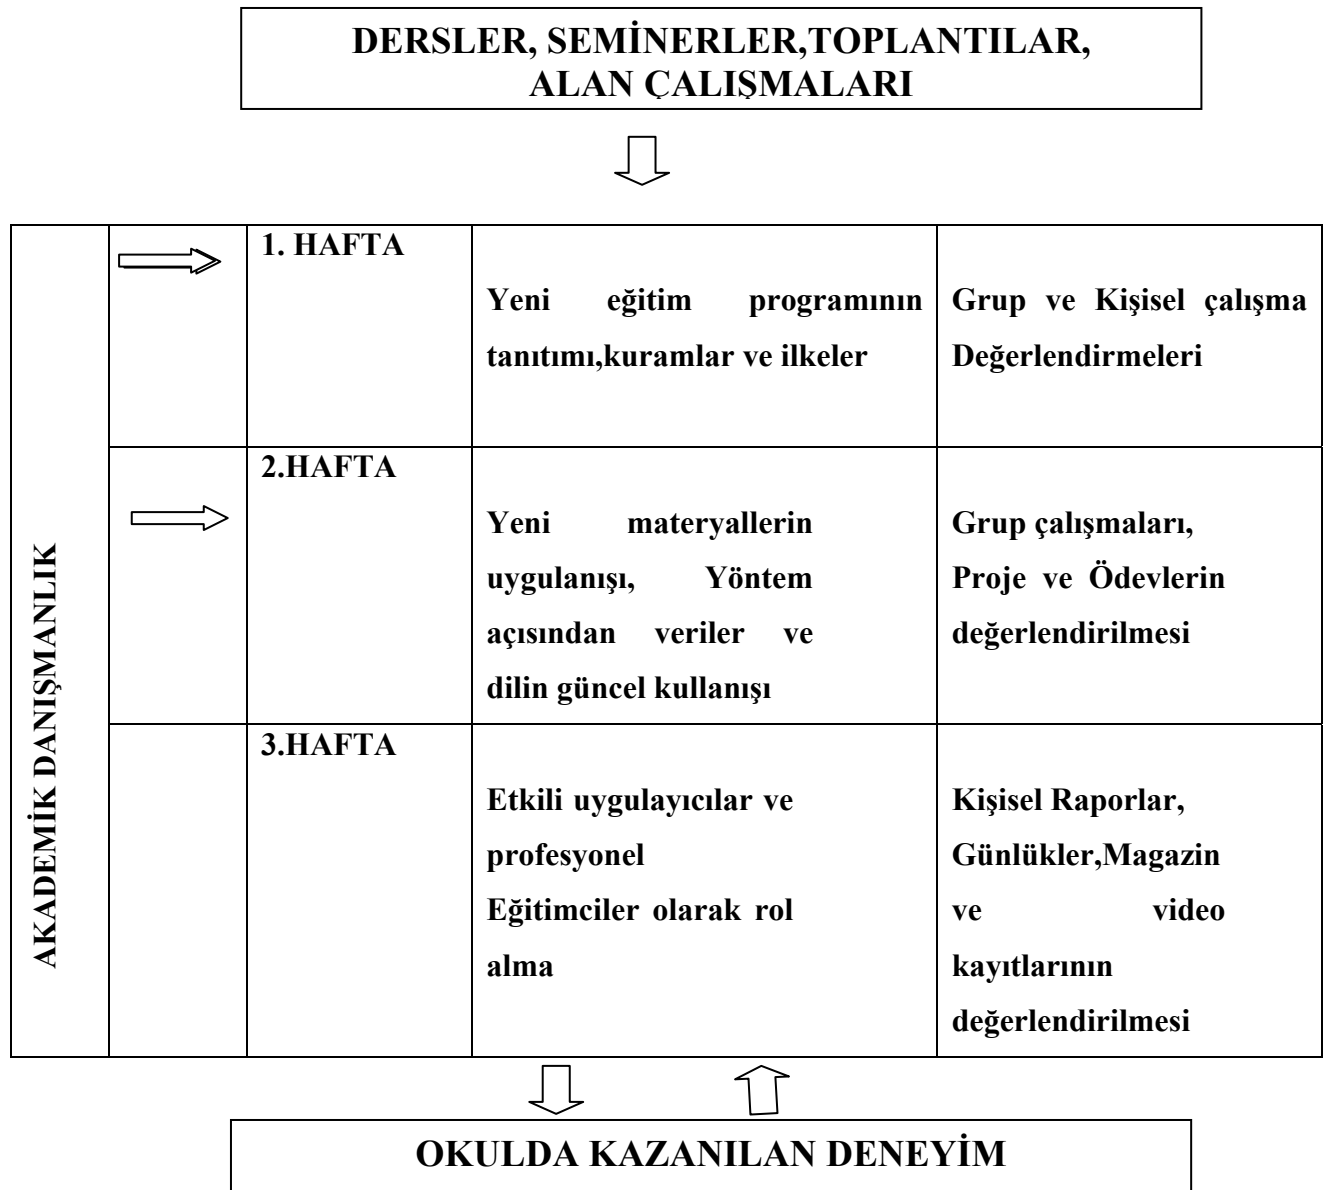 DERSLER, SEMİNERLER,TOPLANTILAR,
ALAN ÇALIŞMALARI
AKADEMİK DANIŞMANLIK
1. HAFTA
Yeni eğitim programının
tanıtımı,kuramlar ve ilkeler
Grup ve Kişisel çalışma
Değerlendirmeleri
2.HAFTA
Yeni materyallerin
uygulanışı, Yöntem
açısından veriler ve
dilin güncel kullanışı
Grup çalışmaları,
Proje ve Ödevlerin
değerlendirilmesi
3.HAFTA
Etkili uygulayıcılar ve
profesyonel
Eğitimciler olarak rol
alma
Kişisel Raporlar,
Günlükler,Magazin
ve video
kayıtlarının
değerlendirilmesi
OKULDA KAZANILAN DENEYİM